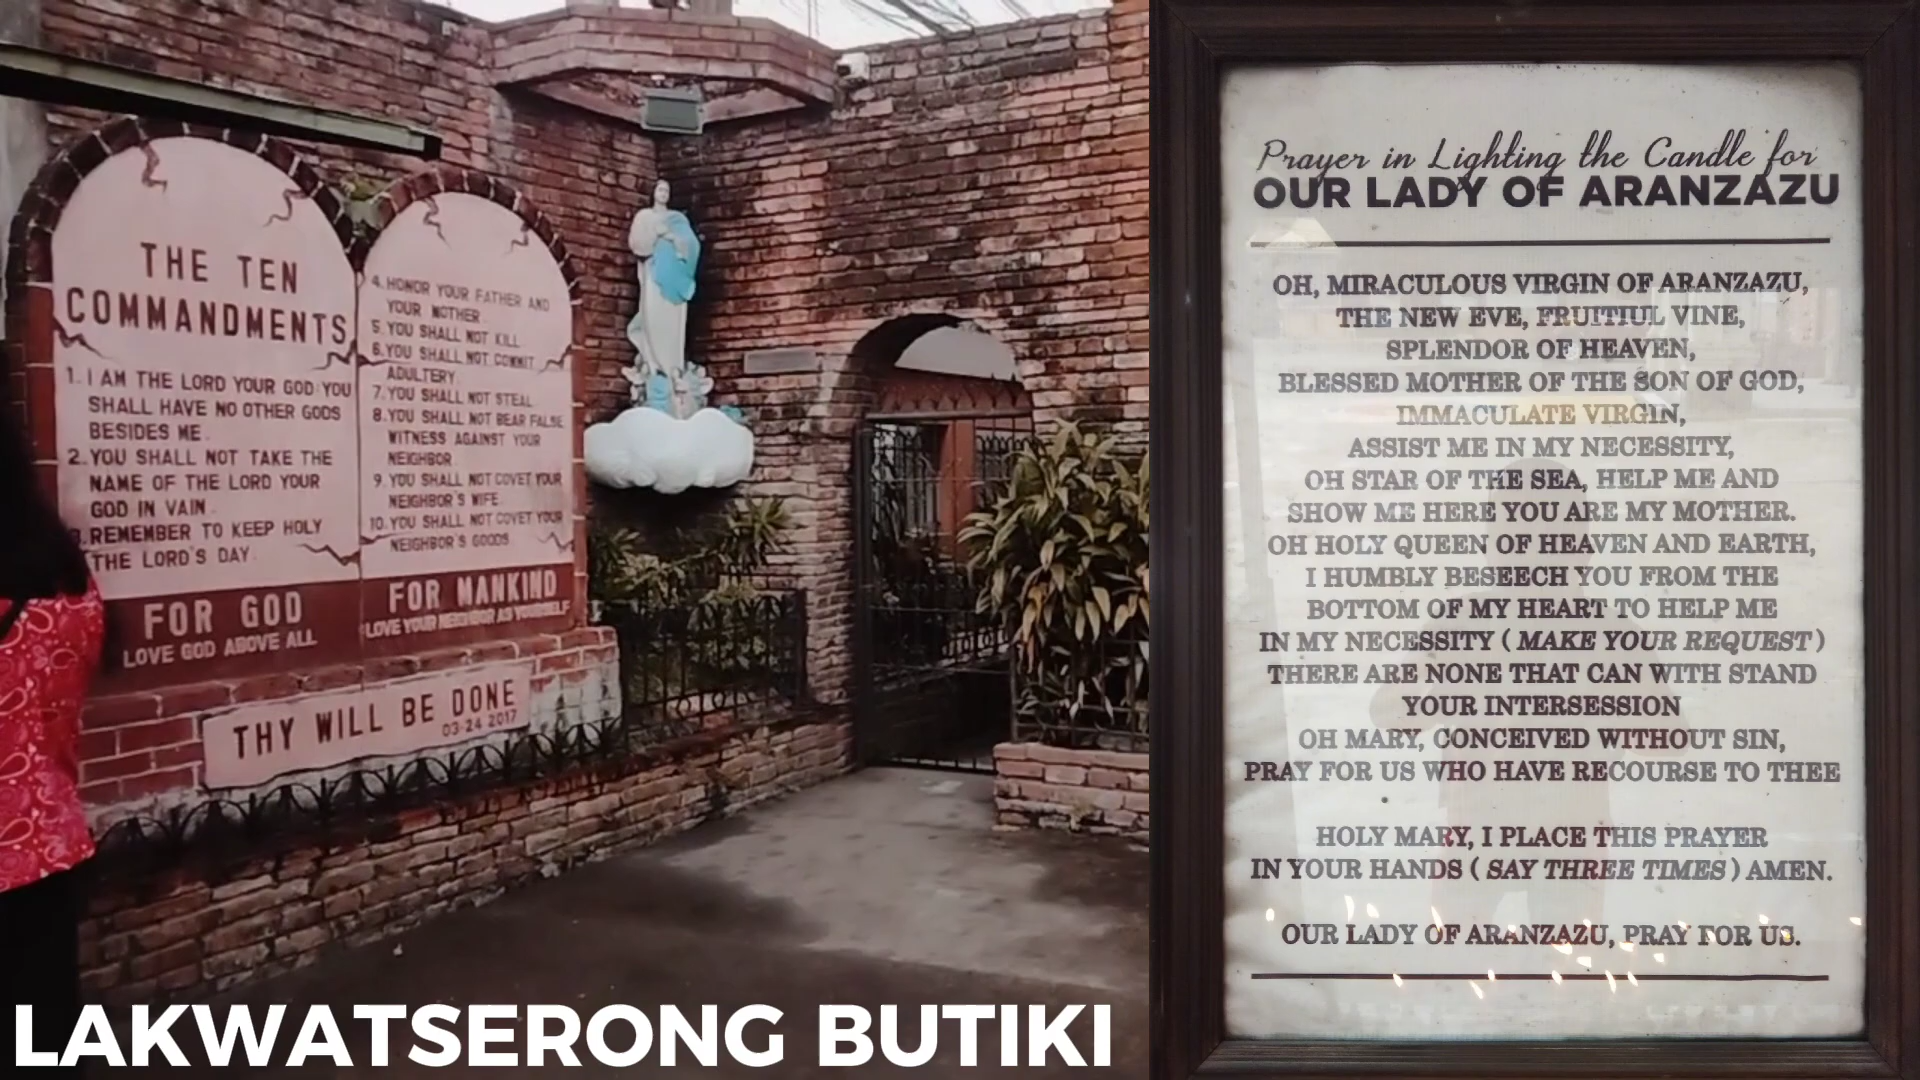 THE TEN
COMMANDMENTS
1. I AM THE LORD YOUR GOD: YOU
SHALL HAVE NO OTHER GODS
BESIDES ME.
2. YOU SHALL NOT TAKE THE
NAME OF THE LORD YOUR
GOD IN VAIN.
3. REMEMBER TO KEEP HOLY
THE LORD'S DAY.
FOR GOD
LOVE GOD ABOVE ALL
4. HONOR YOUR FATHER AND
YOUR MOTHER.
5. YOU SHALL NOT KILL
6. YOU SHALL NOT COMMIT
ADULTERY.
7. YOU SHALL NOT STEAL
8. YOU SHALL NOT BEAR FALSE
WITNESS AGAINST YOUR
NEIGHBOR
9. YOU SHALL NOT COVET YOUR
NEIGHBOR'S WIFE
10. YOU SHALL NOT COVET YOUR
NEIGHBOR'S GOODS
FOR MANKIND
LOVE YOUR NEIGHBOR AS YOURSELF
THY WILL BE DONE
03-24 2017
LAKWATSERONG BUTIKI
Prayer in Lighting the Candle for
OUR LADY OF ARANZAZU
OH, MIRACULOUS VIRGIN OF ARANZAZU,
THE NEW EVE, FRUITIUL VINE,
SPLENDOR OF HEAVEN,
BLESSED MOTHER OF THE SON OF GOD,
IMMACULATE VIRGIN,
ASSIST ME IN MY NECESSITY,
OH STAR OF THE SEA, HELP ME AND
SHOW ME HERE YOU ARE MY MOTHER.
OH HOLY QUEEN OF HEAVEN AND EARTH,
I HUMBLY BESEECH YOU FROM THE
BOTTOM OF MY HEART TO HELP ME
IN MY NECESSITY ( MAKE YOUR REQUEST )
THERE ARE NONE THAT CAN WITH STAND
YOUR INTERSESSION
OH MARY, CONCEIVED WITHOUT SIN,
PRAY FOR US WHO HAVE RECOURSE TO THEE
HOLY MARY, I PLACE THIS PRAYER
IN YOUR HANDS ( SAY THREE TIMES ) AMEN.
OUR LADY OF ARANZAZU, PRAY FOR US.